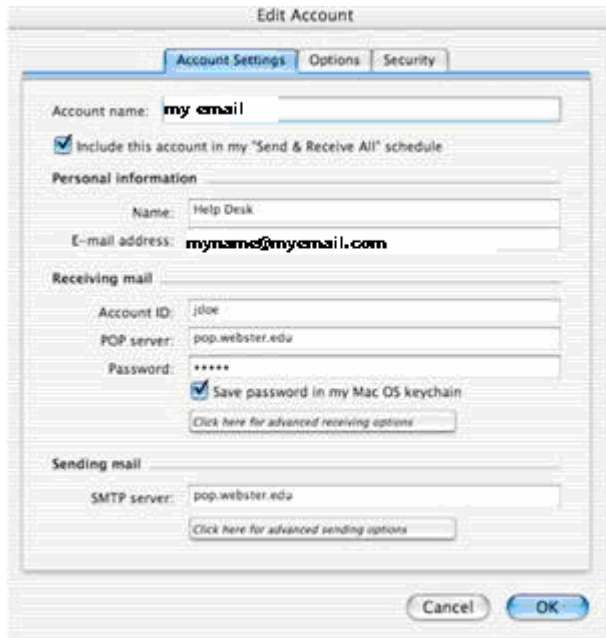 Edit Account
Account Settings Options Security
Account name: my email
Include this account in my "Send & Receive All" schedule
Personal information
Name: Help Desk
E-mail address: myname@myemail.com
Receiving mail
Account ID: jdoe
POP server: pop.webster.edu
Password: •••••
Save password in my Mac OS keychain
Click here for advanced receiving options
Sending mail
SMTP server: pop.webster.edu
Click here for advanced sending options
Cancel OK